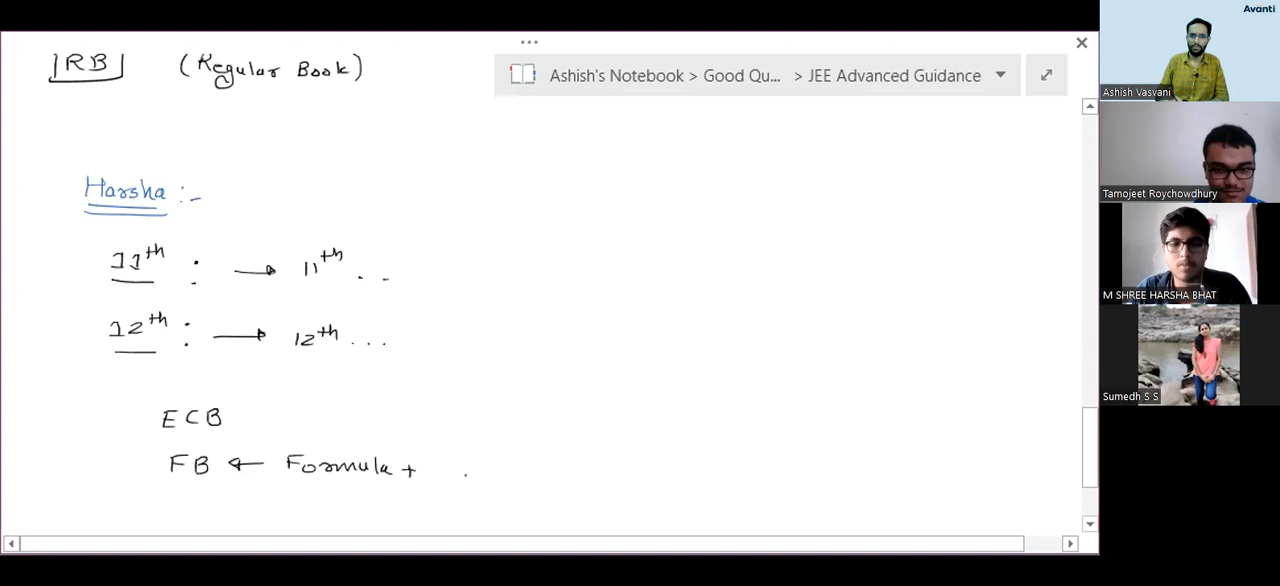 RB (Regular Book)
Harsha :-
11th : → 11th . -
12th : → 12th ...
ECB
FB ← Formula +
...
Ashish's Notebook > Good Qu... > JEE Advanced Guidance
Avanti
Ashish Vasvani
Tamojeet Roychowdhury
M SHREE HARSHA BHAT
Sumedh S S